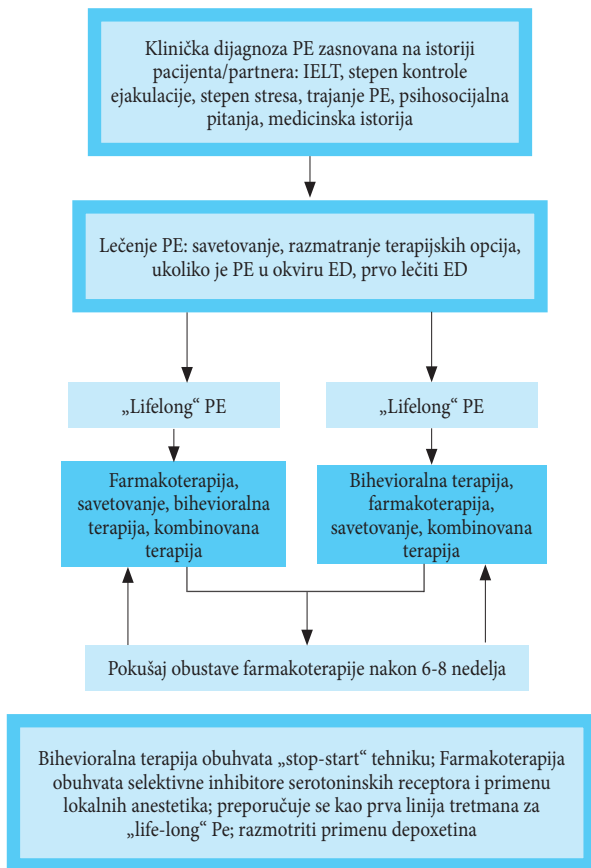 Klinička dijagnoza PE zasnovana na istoriji
pacijenta/partnera: IELT, stepen kontrole
ejakulacije, stepen stresa, trajanje PE, psihosocijalna
pitanja, medicinska istorija
Lečenje PE: savetovanje, razmatranje terapijskih opcija,
ukoliko je PE u okviru ED, prvo lečiti ED
„Lifelong“ PE
„Lifelong“ PE
Farmakoterapija,
savetovanje, bihevioralna
terapija, kombinovana
terapija
Bihevioralna terapija,
farmakoterapija,
savetovanje, kombinovana
terapija
Pokušaj obustave farmakoterapije nakon 6-8 nedelja
Bihevioralna terapija obuhvata „stop-start“ tehniku; Farmakoterapija
obuhvata selektivne inhibitore serotoninskih receptora i primenu
lokalnih anestetika; preporučuje se kao prva linija tretmana za
„life-long“ Pe; razmotriti primenu depoxetina